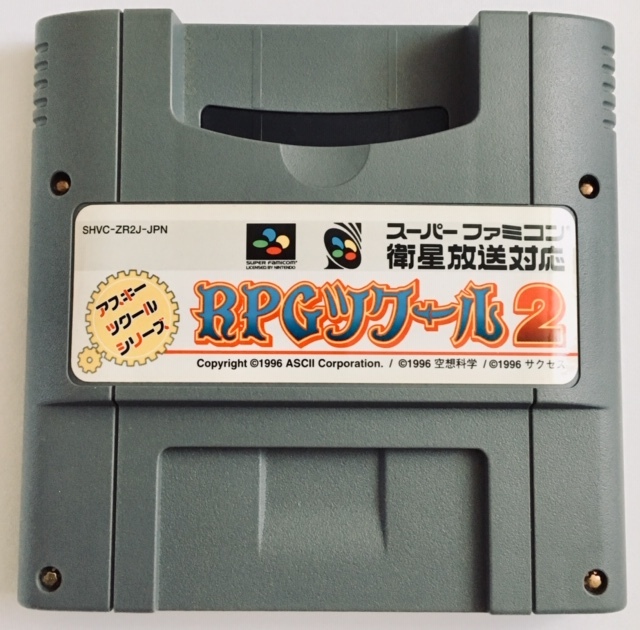 SHVC-ZR2J-JPN
SUPER FAMICOM
LICENSED BY NINTENDO
スーパーファミコン
衛星放送対応
アスキー
ツクール
シリーズ
RPGツクール2
Copyright ©1996 ASCII Corporation. / ©1996 空想科学 / ©1996 サクセス